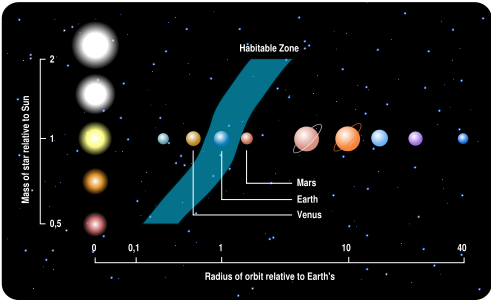 Habitable Zone
Mass of star relative to Sun
2
1
0,5
Mars
Earth
Venus
0 0,1 1 10 40
Radius of orbit relative to Earth's